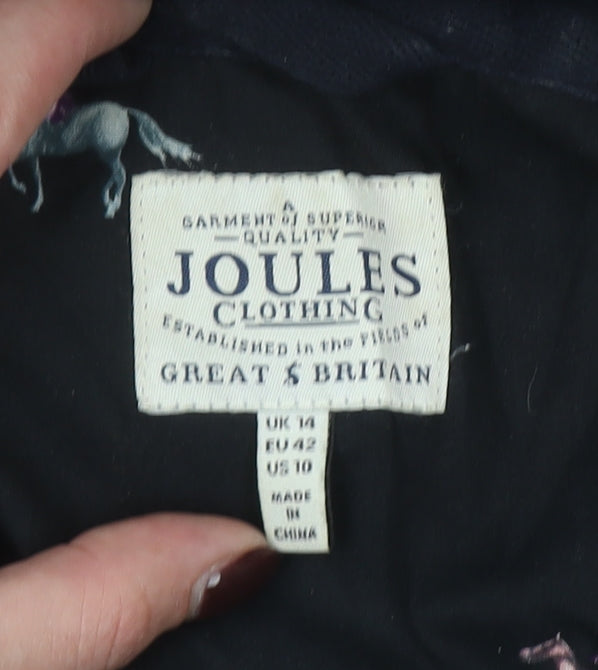 A
GARMENT of SUPERIOR
QUALITY
JOULES
CLOTHING
ESTABLISHED in the FIELDS of
GREAT BRITAIN
UK 14
EU 42
US 10
MADE
IN
CHINA